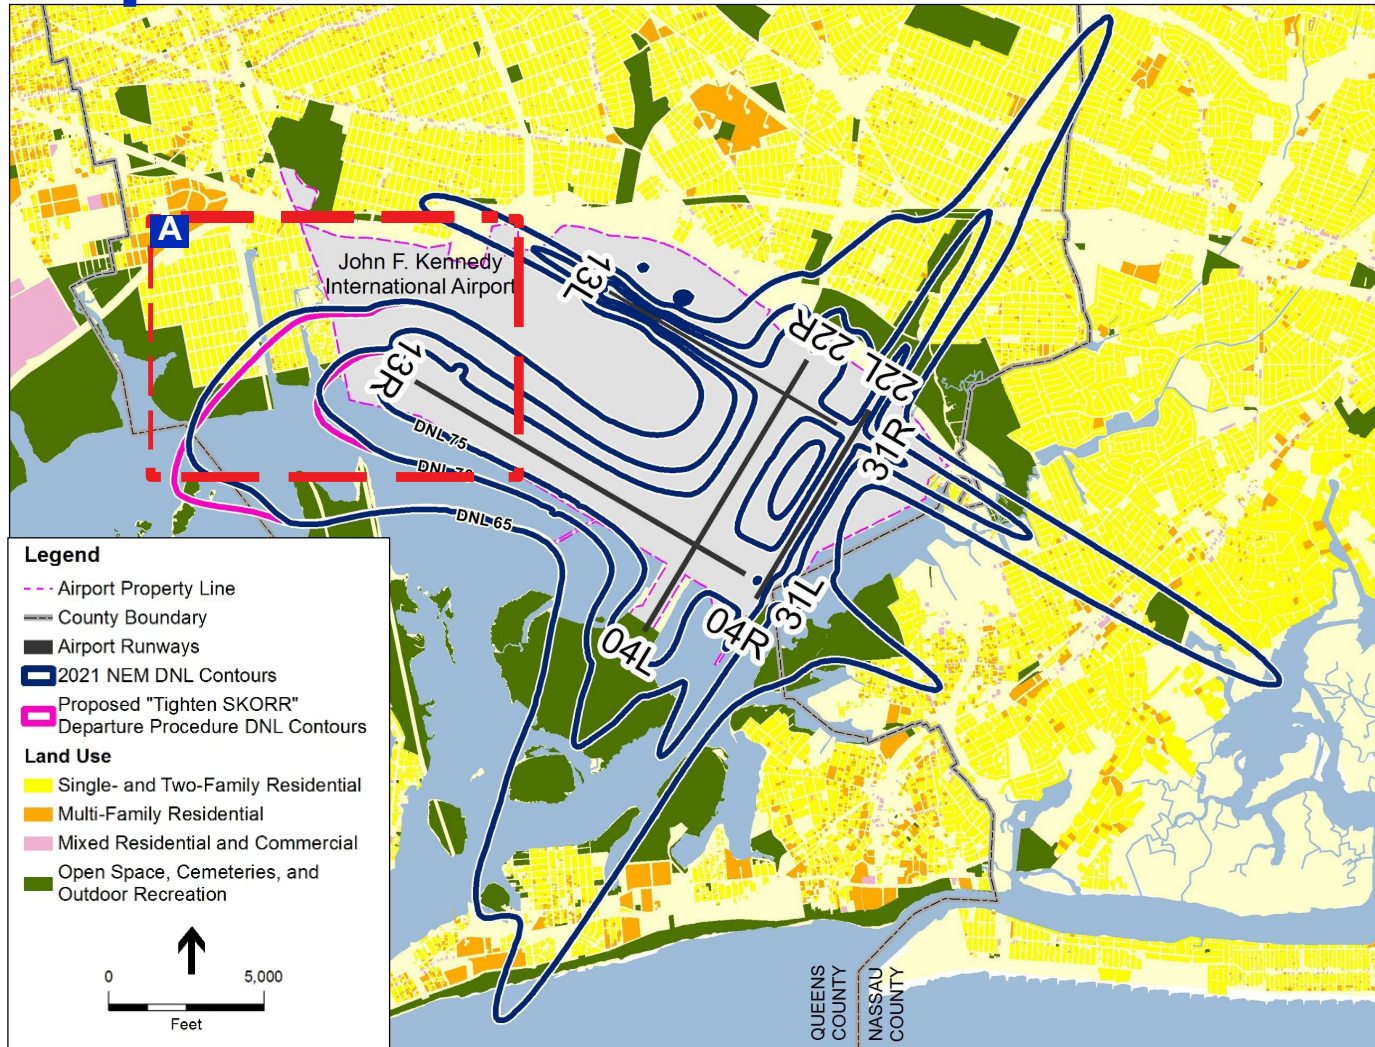 A
John F. Kennedy
International Airport
13L
22R
22L
13R
31R
DNL 75
DNL 65
31L
04R
04L
Legend
Airport Property Line
County Boundary
Airport Runways
2021 NEM DNL Contours
Proposed "Tighten SKORR"
Departure Procedure DNL Contours
Land Use
Single- and Two-Family Residential
Multi-Family Residential
Mixed Residential and Commercial
Open Space, Cemeteries, and
Outdoor Recreation
0 5,000
Feet
QUEENS
COUNTY
NASSAU
COUNTY